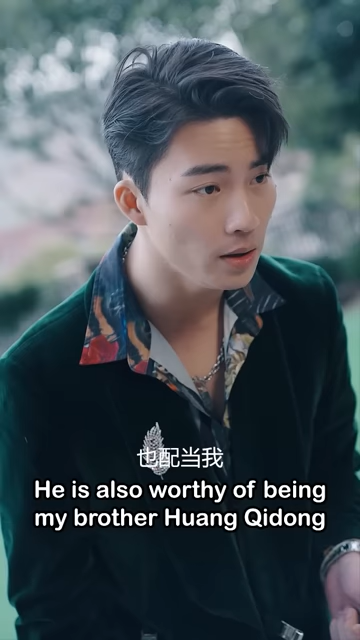 也配当我
He is also worthy of being
my brother Huang Qidong